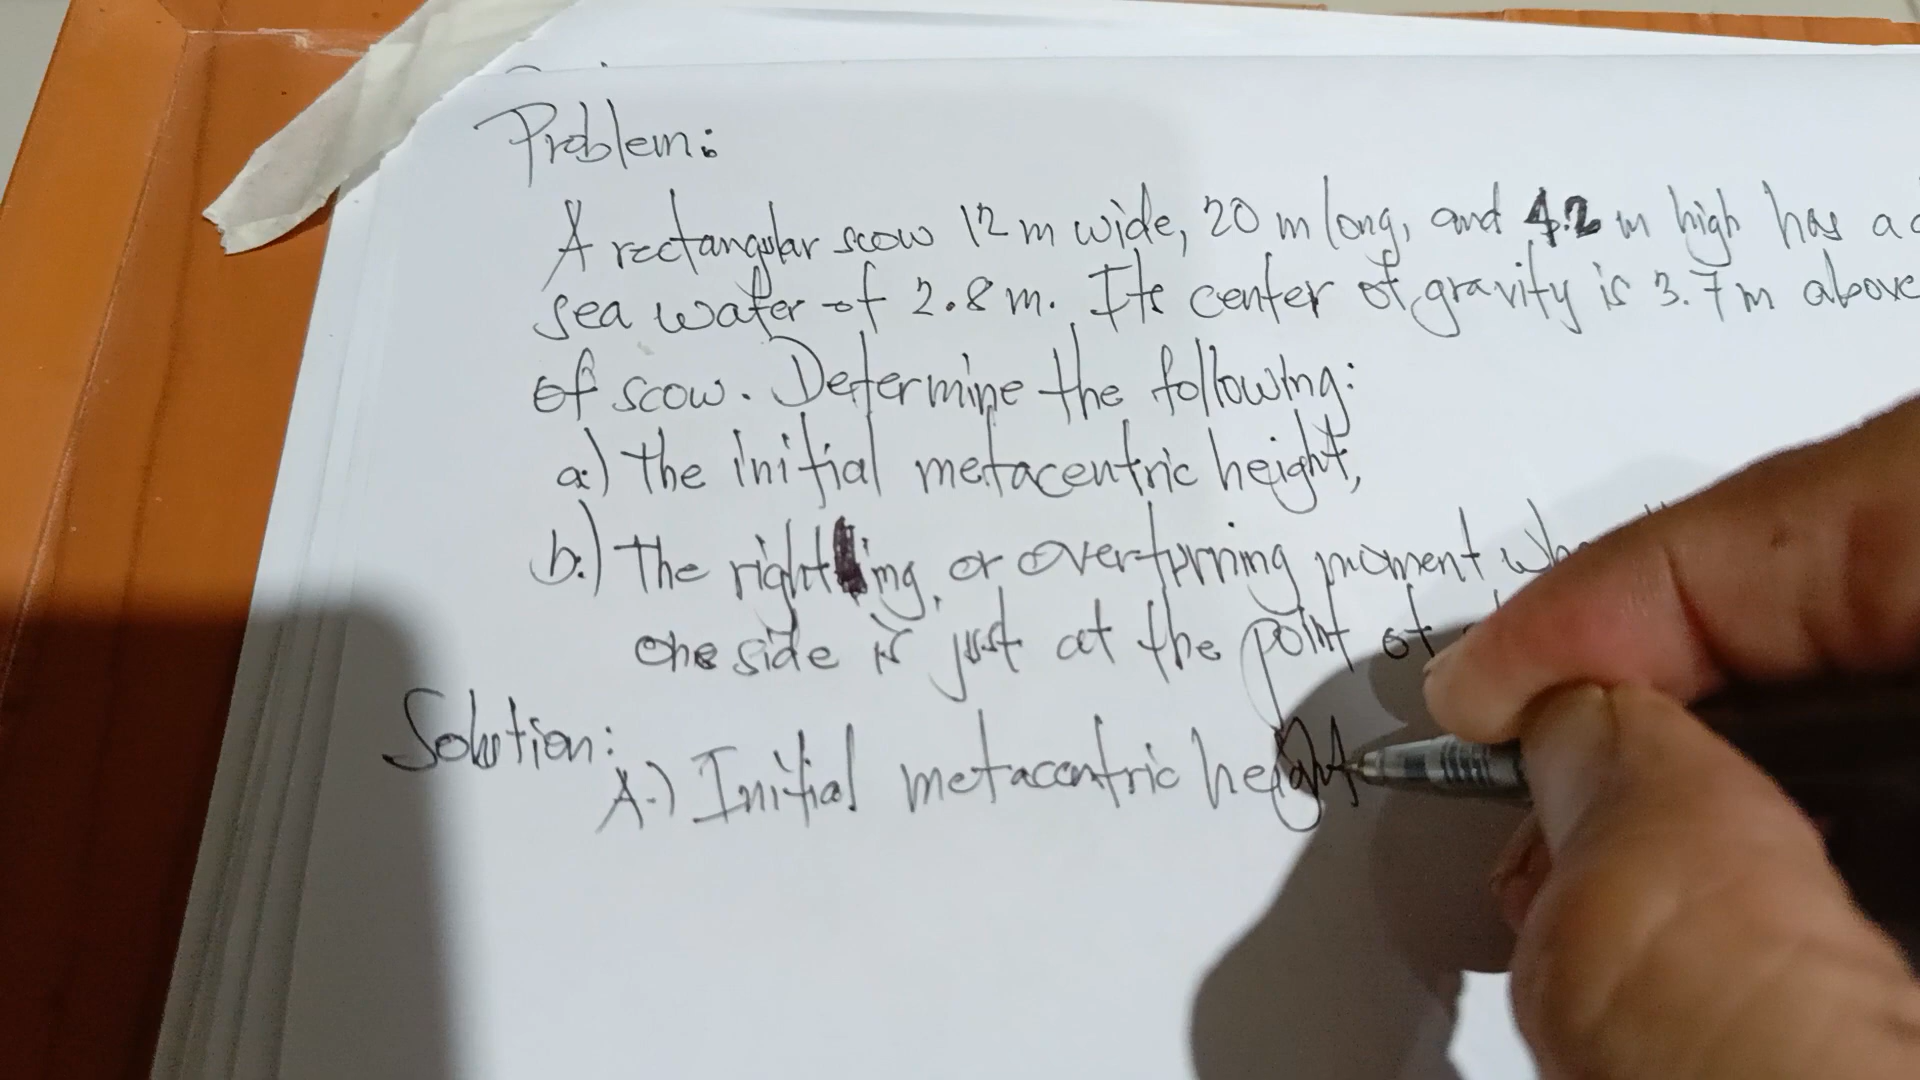 Problem:
A rectangular scow 12 m wide, 20 m long, and 4.2 m high has a
sea water of 2.8 m. Its center of gravity is 3.7 m above
of scow. Determine the following:
a.) the initial metacentric height,
b.) the righting, or overturning moment
one side is just at the point of
Solution:
A.) Initial metacentric height